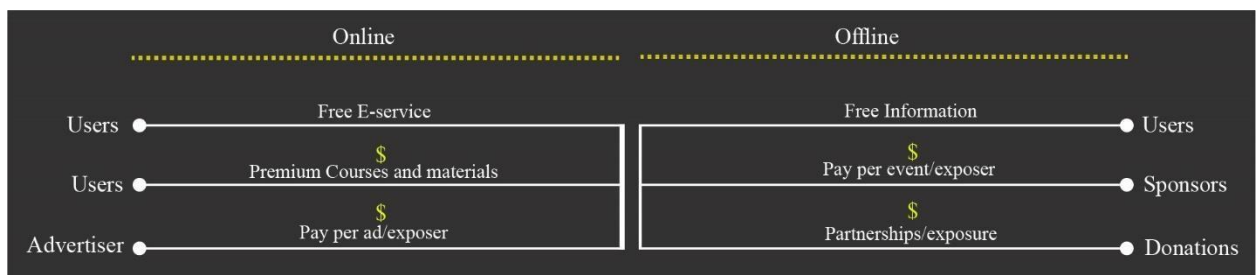 Online
Offline
Free E-service
Free Information
Users
Users
$
$
Premium Courses and materials
Pay per event/exposer
Users
Sponsors
$
$
Pay per ad/exposer
Partnerships/exposure
Advertiser
Donations